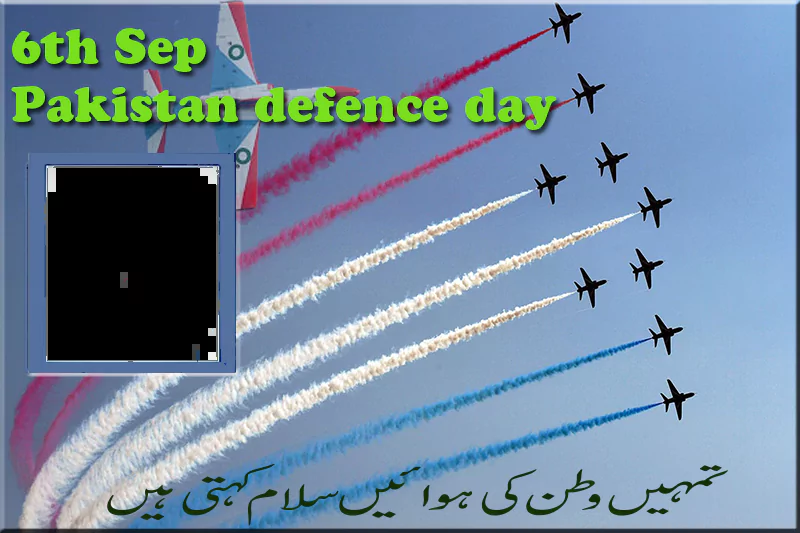 6th Sep
Pakistan defence day
تمہیں وطن کی ہوائیں سلام کہتی ہیں